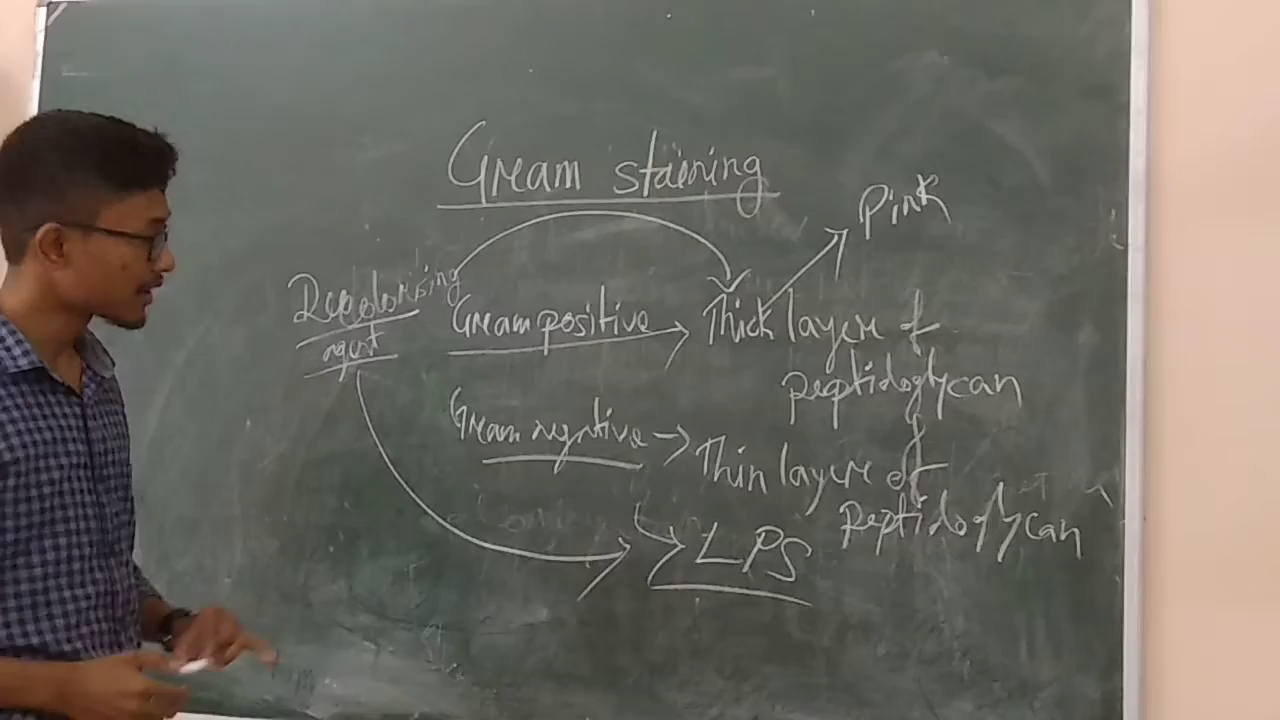 Gram staining
Pink
Decolorising
agent
Gram positive → Thick layer of
peptidoglycan
Gram negative → Thin layer of
peptidoglycan
LPS